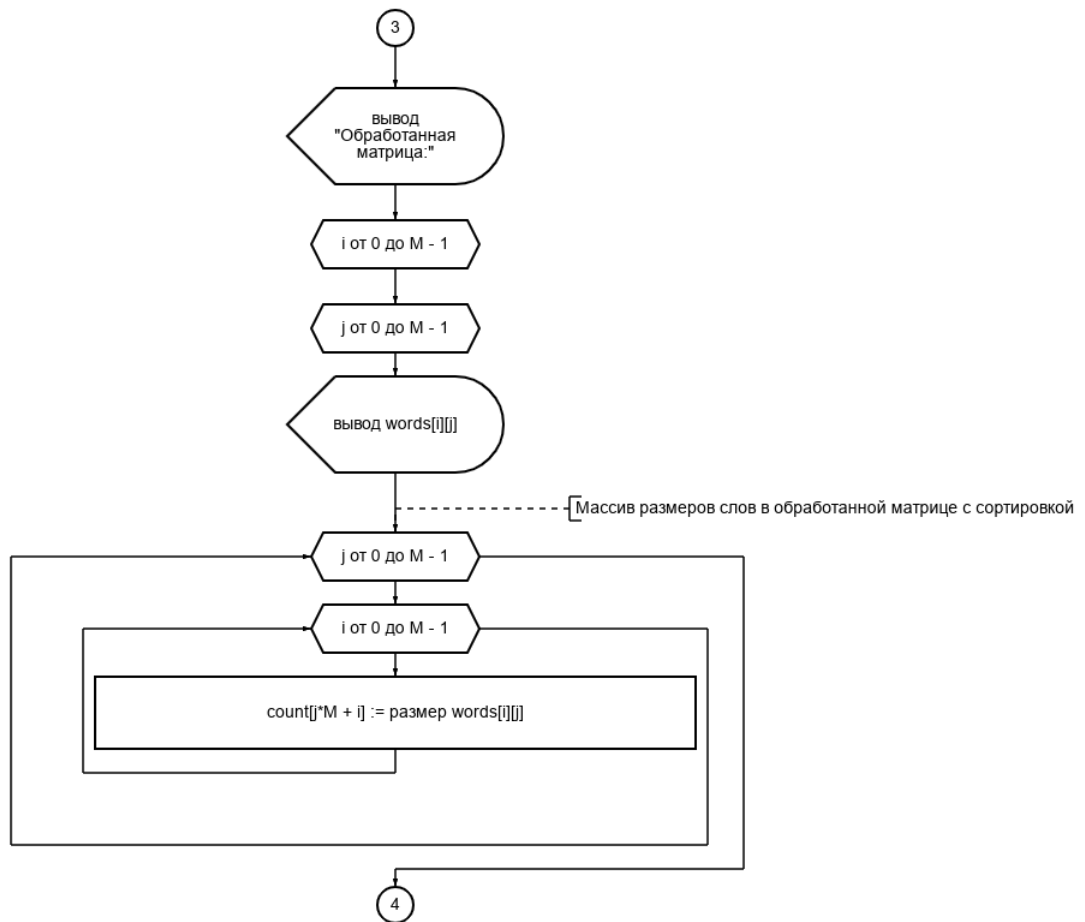 3
вывод
"Обработанная
матрица:"
i от 0 до M - 1
j от 0 до M - 1
вывод words[i][j]
Массив размеров слов в обработанной матрице с сортировкой
j от 0 до M - 1
i от 0 до M - 1
count[j*M + i] := размер words[i][j]
4